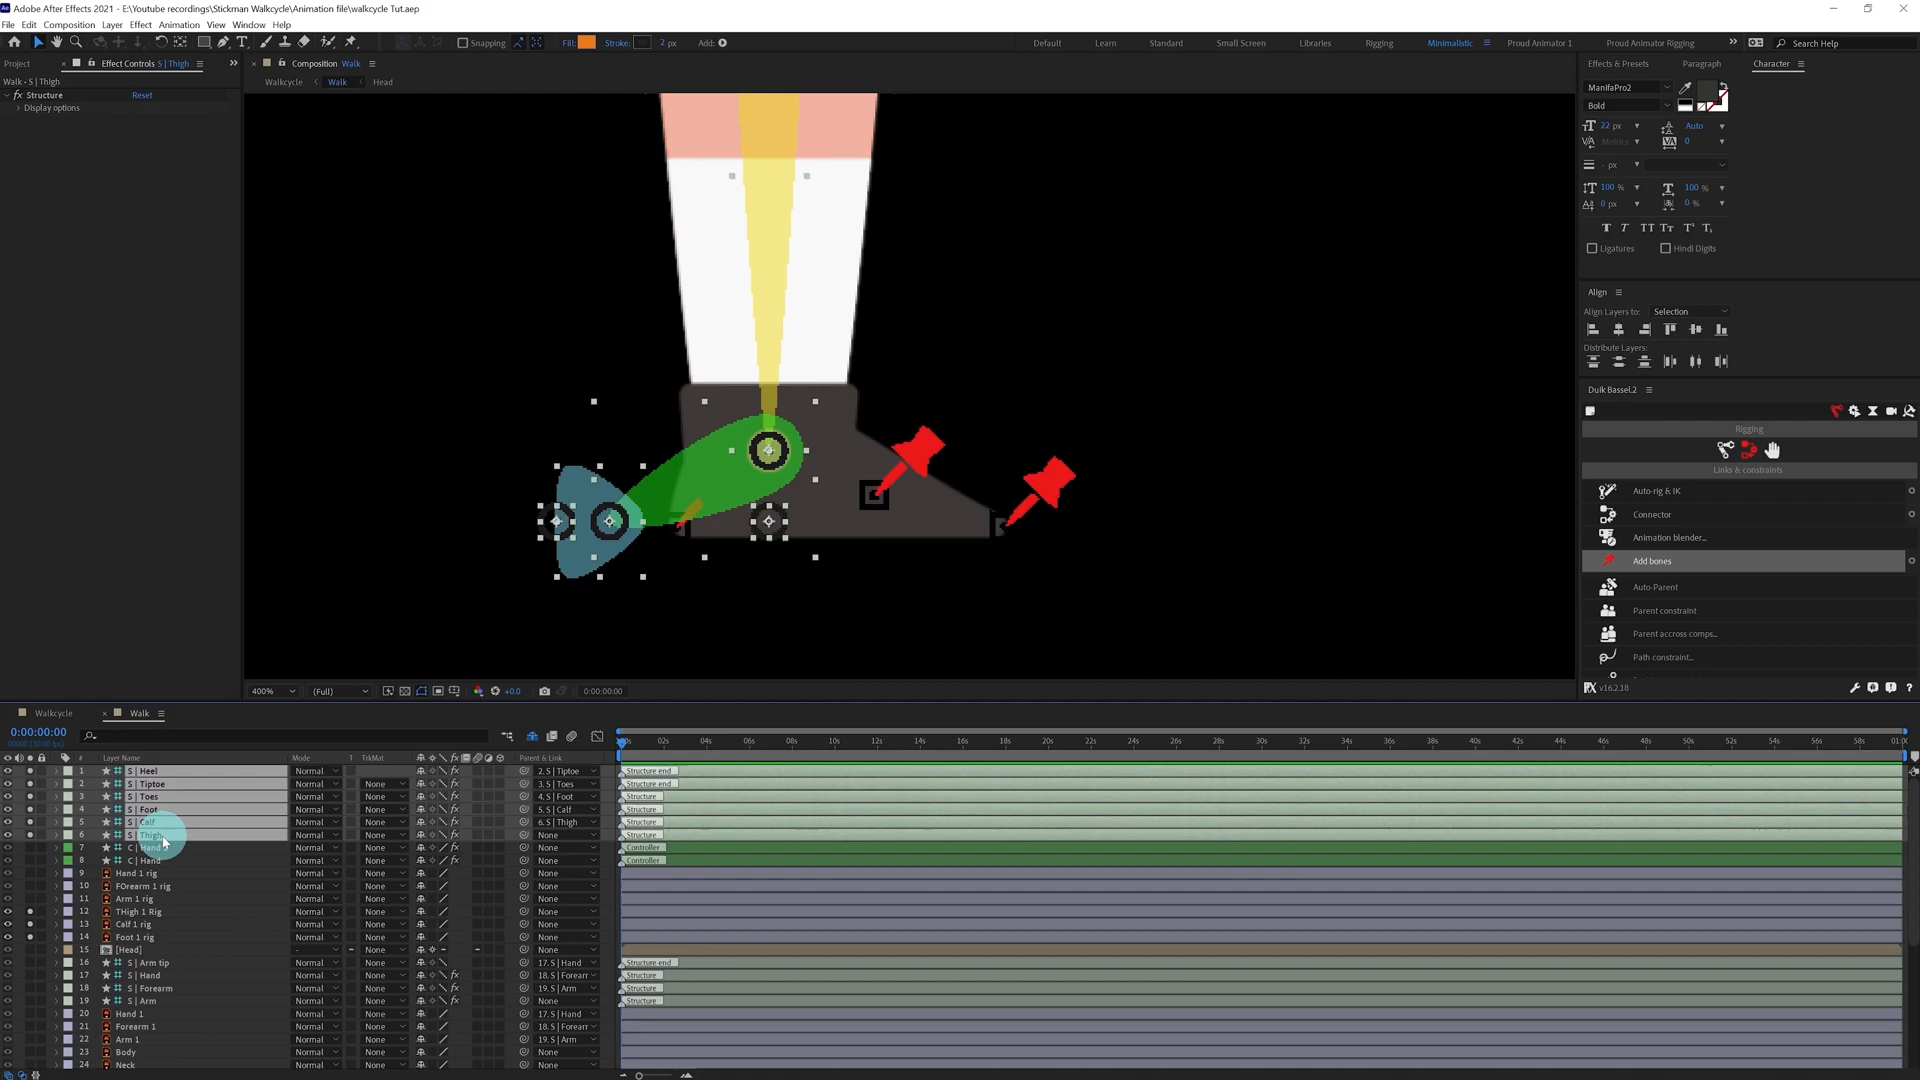 Adobe After Effects 2021 - E:\Youtube recordings\Stickman Walkcycle\Animation file\walkcycle Tut.aep
File Edit Composition Layer Effect Animation View Window Help
Snapping Fill: Stroke: 2 px Add: Default Learn Standard Small Screen Libraries Rigging Minimalistic Proud Animator 1 Proud Animator Rigging Search Help
Project Effect Controls S | Thigh Composition Walk Effects & Presets Paragraph Character
Walk • S | Thigh Walkcycle Walk Head
fx Structure Reset
Display options
ManifaPro2
Bold
22 px Auto
Metrics 0
- px
100 % 100 %
0 px 0 %
Ligatures Hindi Digits
Align
Align Layers to: Selection
Distribute Layers:
Duik Bassel.2
Rigging
Links & constraints
Auto-rig & IK
Connector
Animation blender...
Add bones
Auto-Parent
Parent constraint
Parent accross comps...
Path constraint...
v16.2.18
400% (Full) +0.0 0:00:00:00
Walkcycle Walk
0:00:00:00
00000 (30.00 fps)
02s 04s 06s 08s 10s 12s 14s 16s 18s 20s 22s 24s 26s 28s 30s 32s 34s 36s 38s 40s 42s 44s 46s 48s 50s 52s 54s 56s 58s 01:00
# Layer Name Mode T TrkMat Parent & Link
1 S | Heel Normal 2. S | Tiptoe Structure end
2 S | Tiptoe Normal None 3. S | Toes Structure end
3 S | Toes Normal None 4. S | Foot Structure
4 S | Foot Normal None 5. S | Calf Structure
5 S | Calf Normal None 6. S | Thigh Structure
6 S | Thigh Normal None None Structure
7 C | Hand Normal None None Controller
8 C | Hand Normal None None Controller
9 Hand 1 rig Normal None None
10 FOrearm 1 rig Normal None None
11 Arm 1 rig Normal None None
12 THigh 1 Rig Normal None None
13 Calf 1 rig Normal None None
14 Foot 1 rig Normal None None
15 [Head] - None None
16 S | Arm tip Normal None 17. S | Hand Structure end
17 S | Hand Normal None 18. S | Forearr Structure
18 S | Forearm Normal None 19. S | Arm Structure
19 S | Arm Normal None None Structure
20 Hand 1 Normal None 17. S | Hand
21 Forearm 1 Normal None 18. S | Forearr
22 Arm 1 Normal None 19. S | Arm
23 Body Normal None None
24 Neck Normal None None